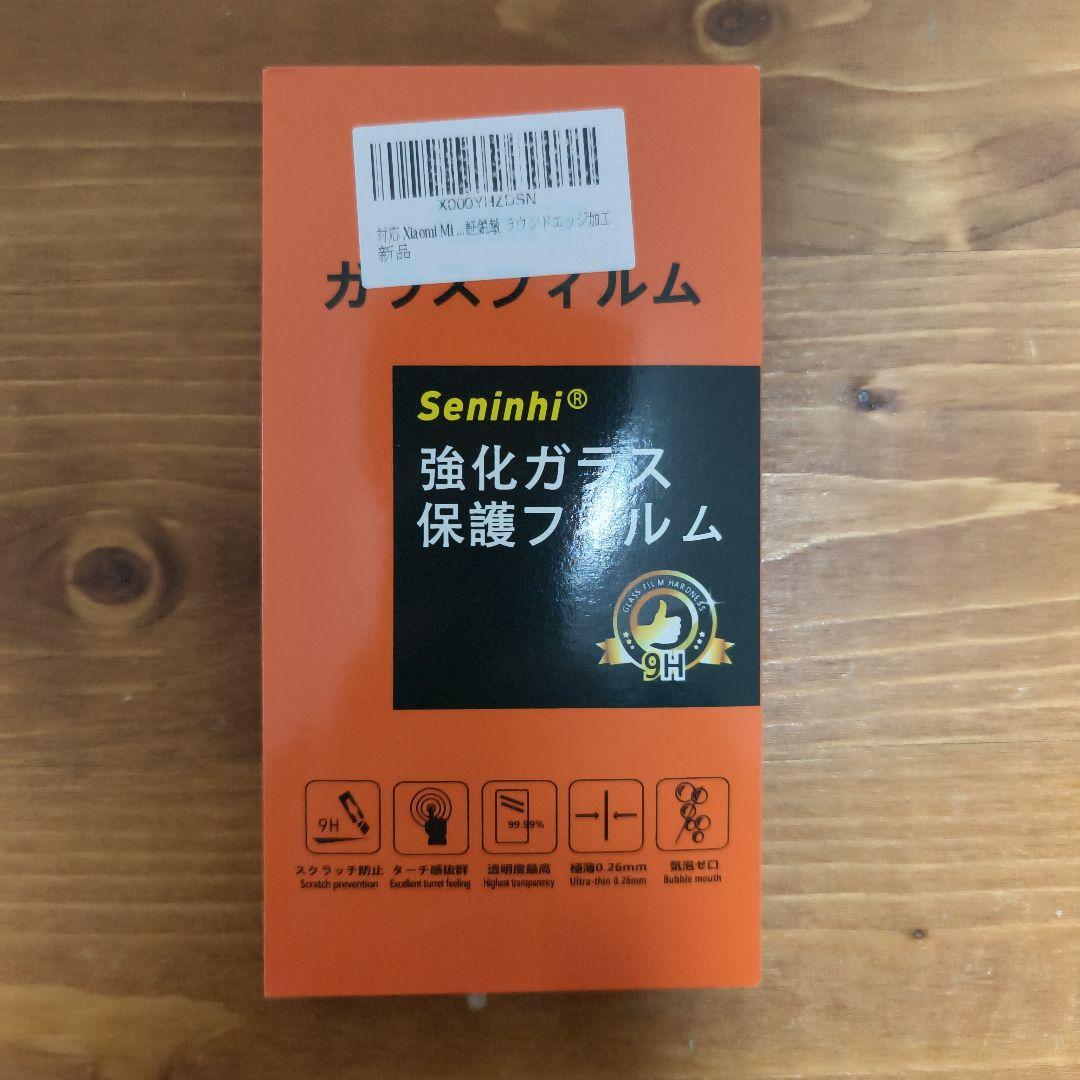 X000YHZDSN
対応 Xiaomi Mi ... 触鋭敏 ラウンドエッジ加工
新品
ガラスフィルム
Seninhi®
強化ガラス
保護フィルム
GLASS FILM HARDNESS
9H
9H
99.99%
スクラッチ防止 ターチ感抜群 透明度最高 極薄0.26mm 気泡ゼロ
Scratch prevention Excellent turret feeling Highest transparency Ultra-thin 0.26mm Bubble mouth